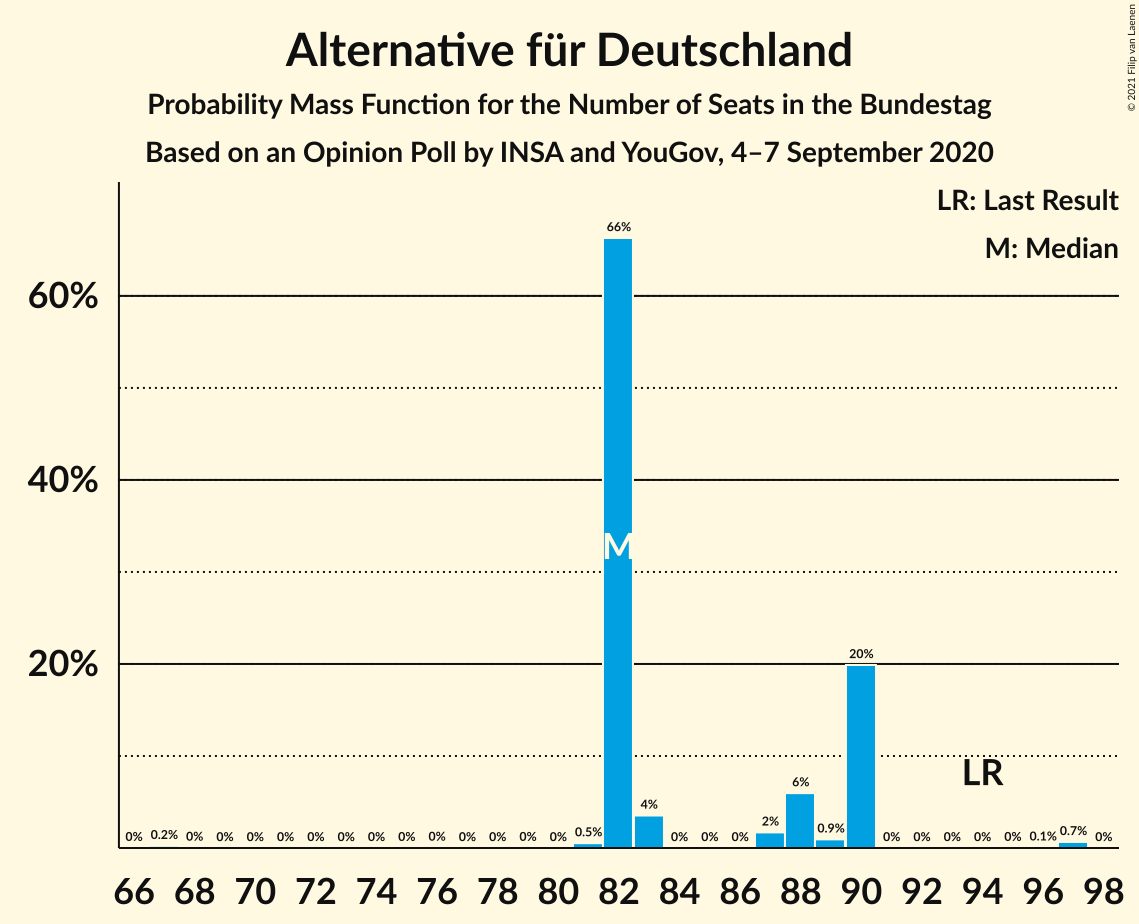 © 2021 Filip van Laenen
Alternative für Deutschland
Probability Mass Function for the Number of Seats in the Bundestag
Based on an Opinion Poll by INSA and YouGov, 4–7 September 2020
LR: Last Result
M: Median
60%
40%
20%
0% 0.2% 0% 0% 0% 0% 0% 0% 0% 0% 0% 0% 0% 0% 0% 0.5% 66% 4% 0% 0% 0% 2% 6% 0.9% 20% 0% 0% 0% 0% 0% 0.1% 0.7% 0%
M
LR
66 68 70 72 74 76 78 80 82 84 86 88 90 92 94 96 98